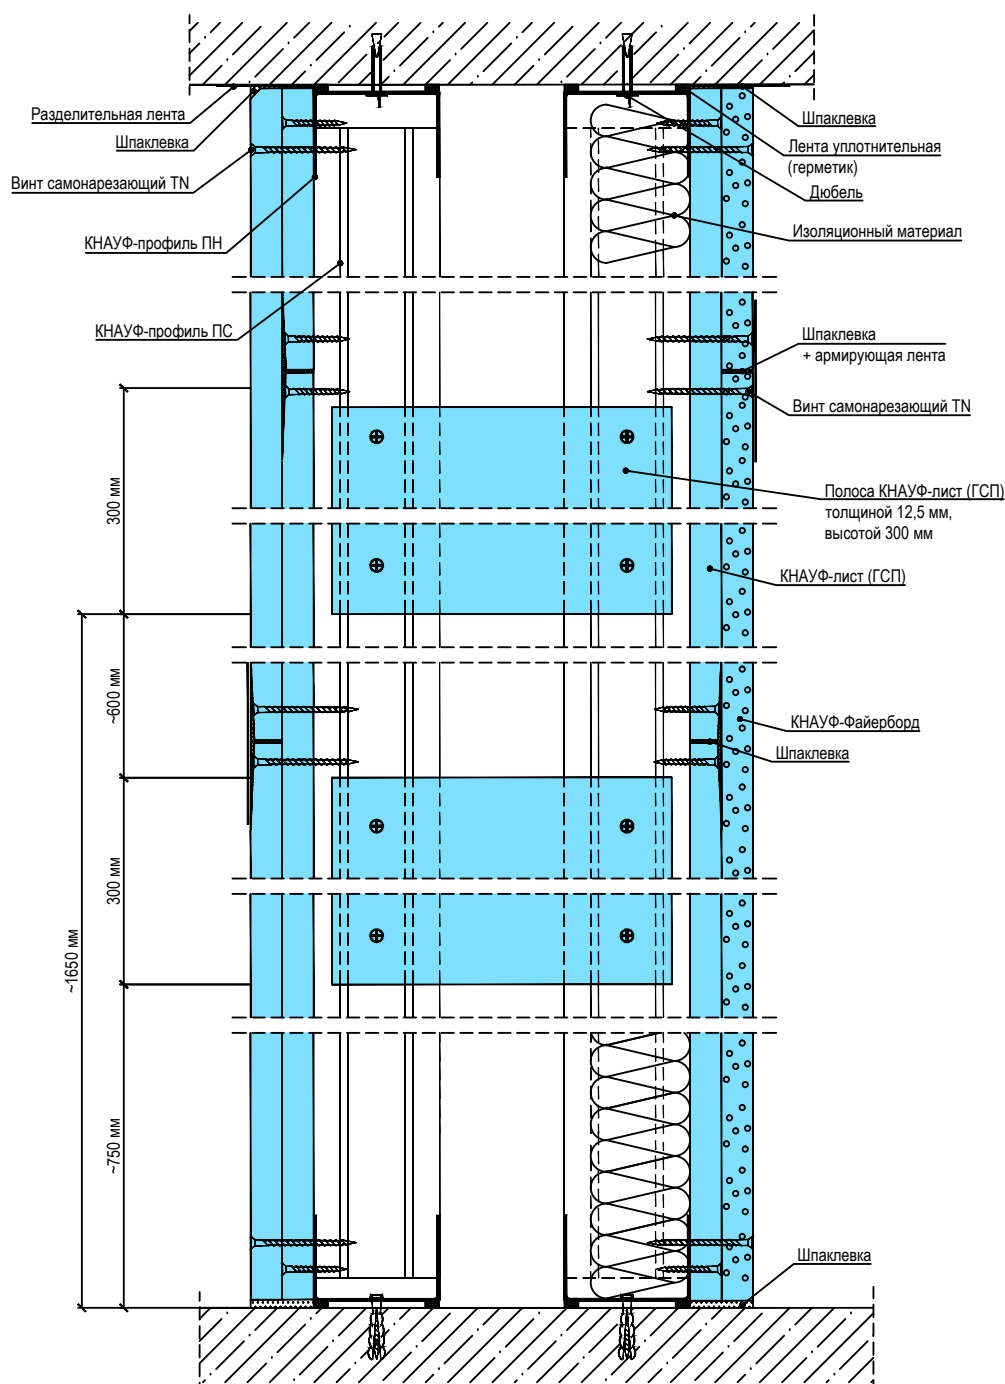 Разделительная лента
Шпаклевка
Винт самонарезающий TN
КНАУФ-профиль ПН
КНАУФ-профиль ПС
Шпаклевка
Лента уплотнительная
(герметик)
Дюбель
Изоляционный материал
Шпаклевка
+ армирующая лента
Винт самонарезающий TN
Полоса КНАУФ-лист (ГСП)
толщиной 12,5 мм,
высотой 300 мм
КНАУФ-лист (ГСП)
КНАУФ-Файерборд
Шпаклевка
Шпаклевка
300 мм
~600 мм
300 мм
~1650 мм
~750 мм